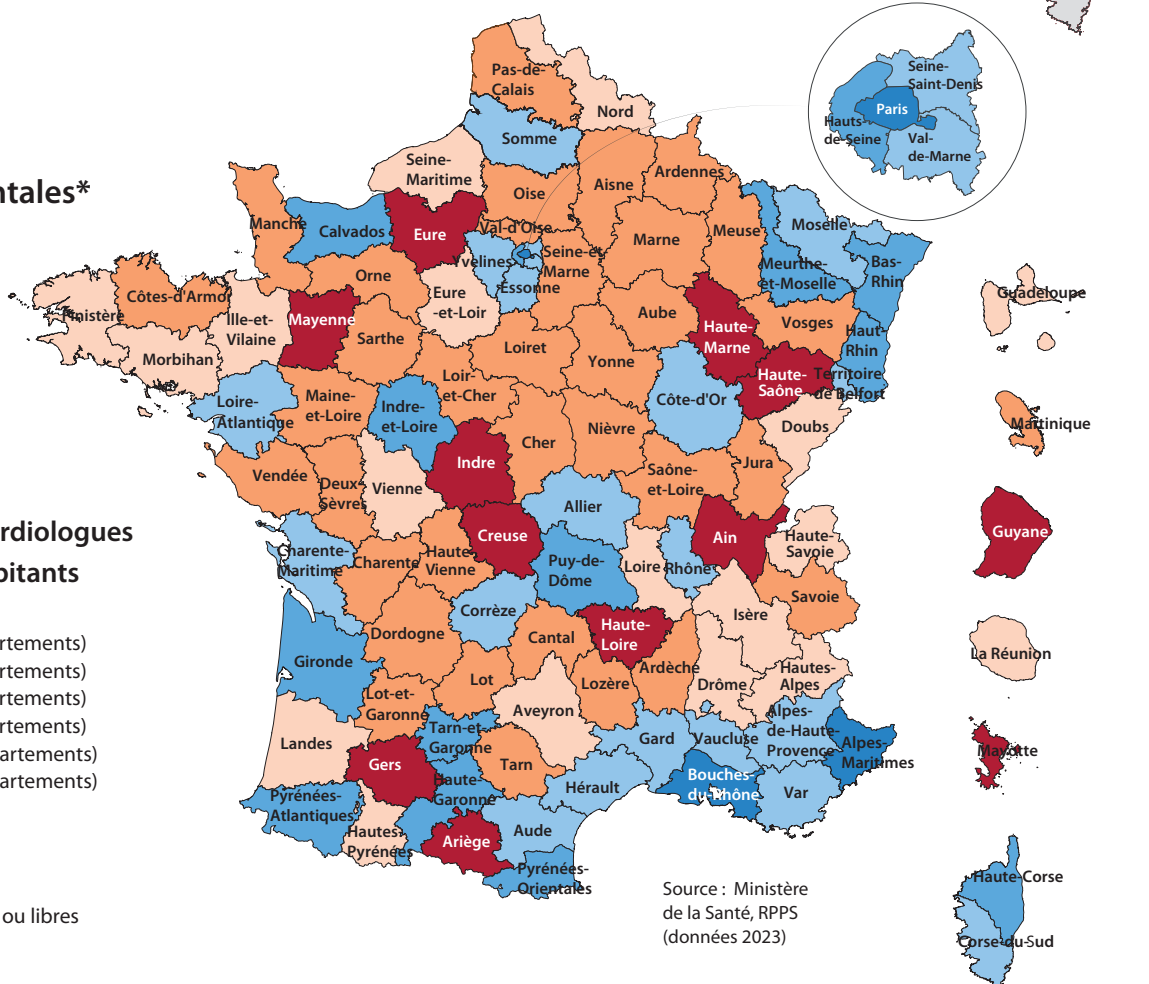 ntales*
rdiologues
bitants
rtements)
rtements)
rtements)
rtements)
artements)
artements)
ou libres
Pas-de-
Calais
Nord
Somme
Seine-
Maritime
Oise
Aisne
Ardennes
Manche
Calvados
Eure
Val-d'Oise
Yvelines
Essonne
Seine-et-
Marne
Marne
Meuse
Moselle
Meurthe-
et-Moselle
Bas-
Rhin
Seine-
Saint-Denis
Paris
Hauts-
de-Seine
Val-
de-Marne
Finistère
Côtes-d'Armor
Ille-et-
Vilaine
Morbihan
Orne
Mayenne
Sarthe
Eure
-et-Loir
Loiret
Aube
Yonne
Haute-
Marne
Vosges
Haut-
Rhin
Haute-
Saône
Territoire
de Belfort
Loire-
Atlantique
Maine-
et-Loire
Indre-
et-Loire
Loir-
et-Cher
Cher
Nièvre
Côte-d'Or
Doubs
Vendée
Deux-
Sèvres
Vienne
Indre
Saône-
et-Loire
Jura
Charente-
Maritime
Charente
Haute-
Vienne
Creuse
Allier
Puy-de-
Dôme
Loire
Rhône
Ain
Haute-
Savoie
Savoie
Isère
Corrèze
Dordogne
Gironde
Cantal
Haute-
Loire
Ardèche
Drôme
Hautes-
Alpes
Lot
Lozère
Lot-et-
Garonne
Aveyron
Landes
Gers
Tarn-et-
Garonne
Tarn
Haute-
Garonne
Gard
Vaucluse
Alpes-
de-Haute-
Provence
Alpes-
Maritimes
Hérault
Bouches-
du-Rhône
Var
Pyrénées-
Atlantiques
Hautes-
Pyrénées
Ariège
Aude
Pyrénées-
Orientales
Guadeloupe
Martinique
Guyane
La Réunion
Mayotte
Haute-Corse
Corse-du-Sud
Source : Ministère
de la Santé, RPPS
(données 2023)